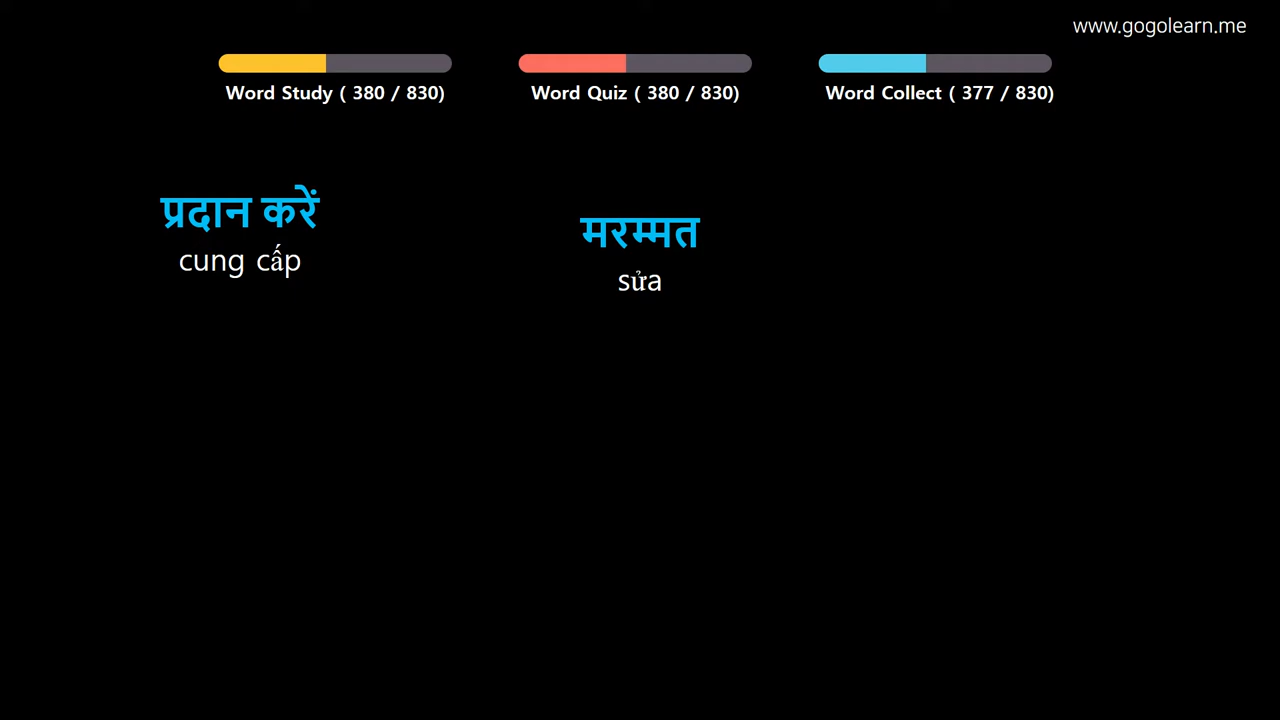 www.gogolearn.me
Word Study ( 380 / 830)
Word Quiz ( 380 / 830)
Word Collect ( 377 / 830)
प्रदान करें
cung cấp
मरम्मत
sửa